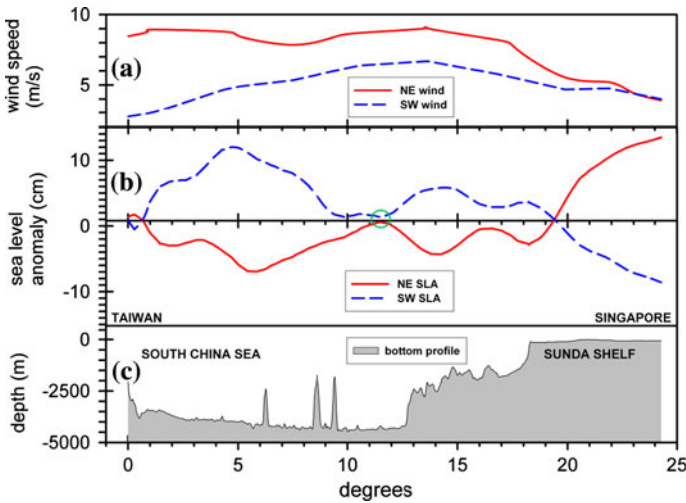 10
5
wind speed
(m/s)
(a)
NE wind
SW wind
10
0
-10
sea level
anomaly (cm)
(b)
NE SLA
SW SLA
TAIWAN
SINGAPORE
0
-2500
-5000
depth (m)
(c)
SOUTH CHINA SEA
bottom profile
SUNDA SHELF
0 5 10 15 20 25
degrees